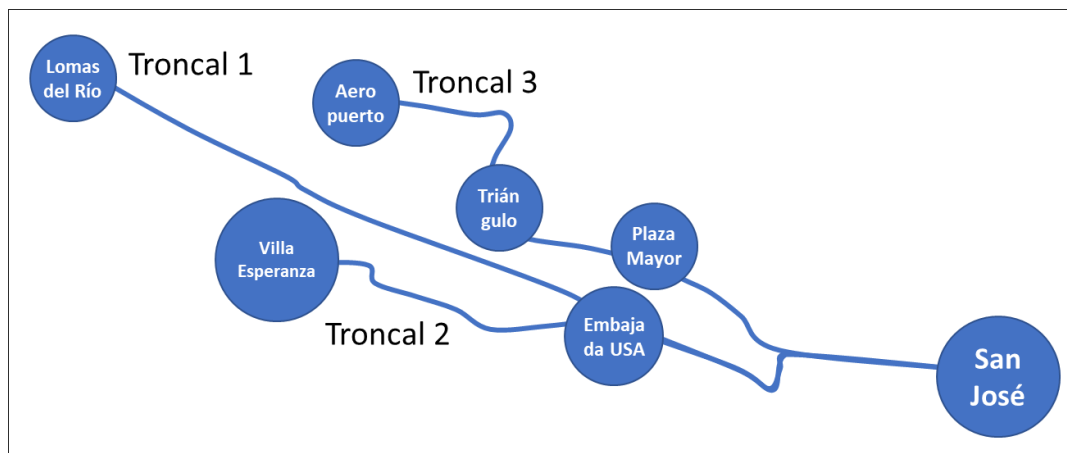 Lomas
del Río
Troncal 1
Aero
puerto
Troncal 3
Trián
gulo
Plaza
Mayor
Villa
Esperanza
Troncal 2
Embaja
da USA
San
José